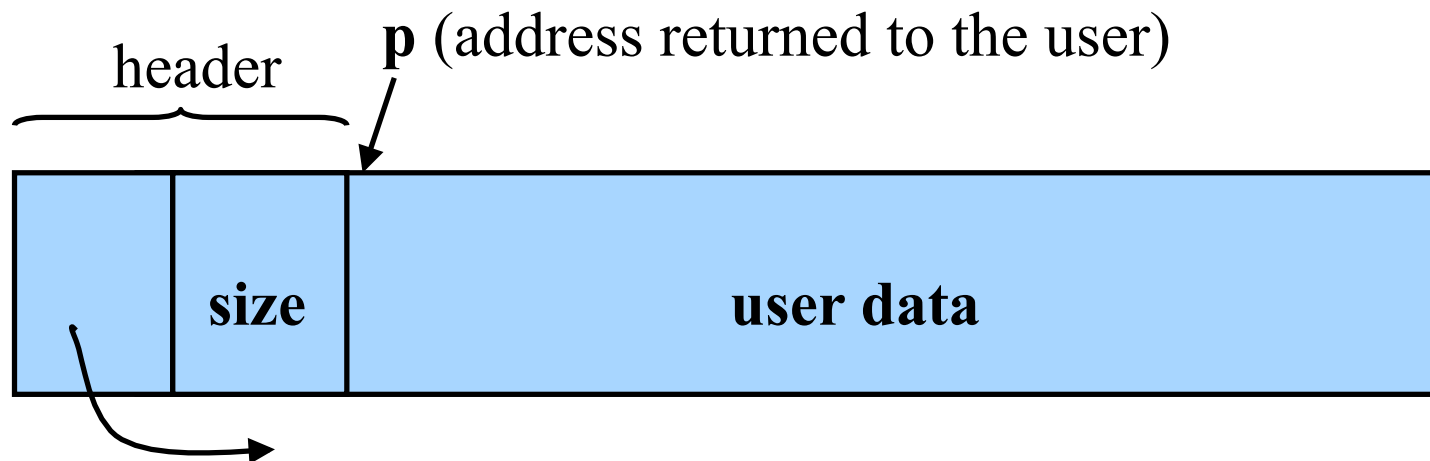 p (address returned to the user)
header
size
user data